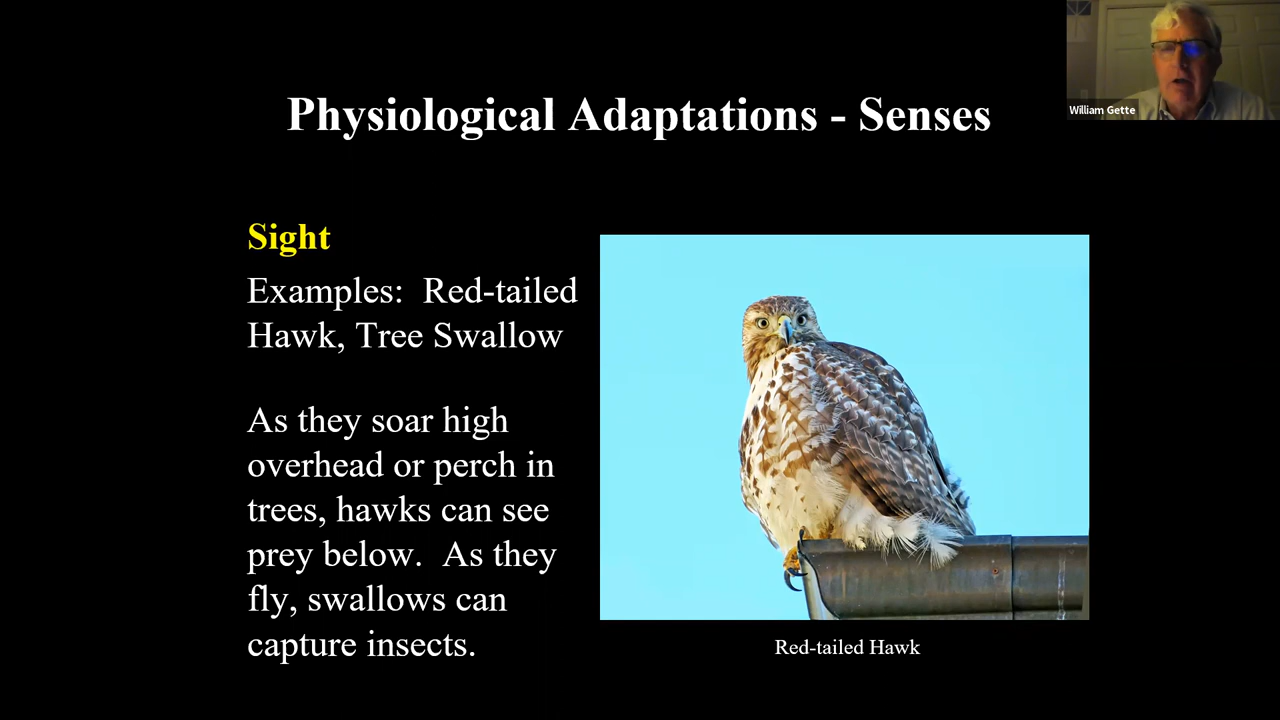 William Gette
Physiological Adaptations - Senses
Sight
Examples:  Red-tailed
Hawk, Tree Swallow
As they soar high
overhead or perch in
trees, hawks can see
prey below.  As they
fly, swallows can
capture insects.
Red-tailed Hawk